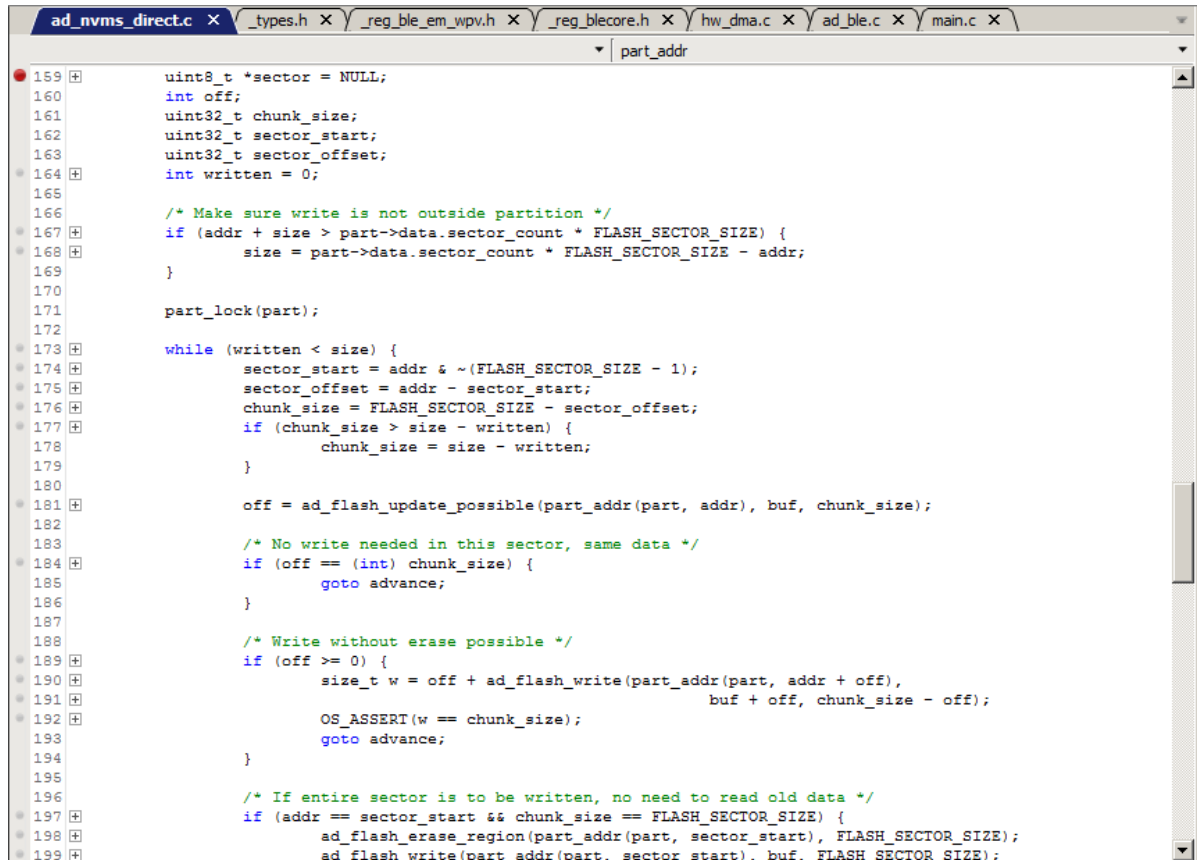 ad_nvms_direct.c X _types.h X _reg_ble_em_wpv.h X _reg_blecore.h X hw_dma.c X ad_ble.c X main.c X
part_addr
159 uint8_t *sector = NULL;
160 int off;
161 uint32_t chunk_size;
162 uint32_t sector_start;
163 uint32_t sector_offset;
164 int written = 0;
165
166 /* Make sure write is not outside partition */
167 if (addr + size > part->data.sector_count * FLASH_SECTOR_SIZE) {
168 size = part->data.sector_count * FLASH_SECTOR_SIZE - addr;
169 }
170
171 part_lock(part);
172
173 while (written < size) {
174 sector_start = addr & ~(FLASH_SECTOR_SIZE - 1);
175 sector_offset = addr - sector_start;
176 chunk_size = FLASH_SECTOR_SIZE - sector_offset;
177 if (chunk_size > size - written) {
178 chunk_size = size - written;
179 }
180
181 off = ad_flash_update_possible(part_addr(part, addr), buf, chunk_size);
182
183 /* No write needed in this sector, same data */
184 if (off == (int) chunk_size) {
185 goto advance;
186 }
187
188 /* Write without erase possible */
189 if (off >= 0) {
190 size_t w = off + ad_flash_write(part_addr(part, addr + off),
191 buf + off, chunk_size - off);
192 OS_ASSERT(w == chunk_size);
193 goto advance;
194 }
195
196 /* If entire sector is to be written, no need to read old data */
197 if (addr == sector_start && chunk_size == FLASH_SECTOR_SIZE) {
198 ad_flash_erase_region(part_addr(part, sector_start), FLASH_SECTOR_SIZE);
199 ad_flash_write(part_addr(part, sector_start), buf, FLASH_SECTOR_SIZE);